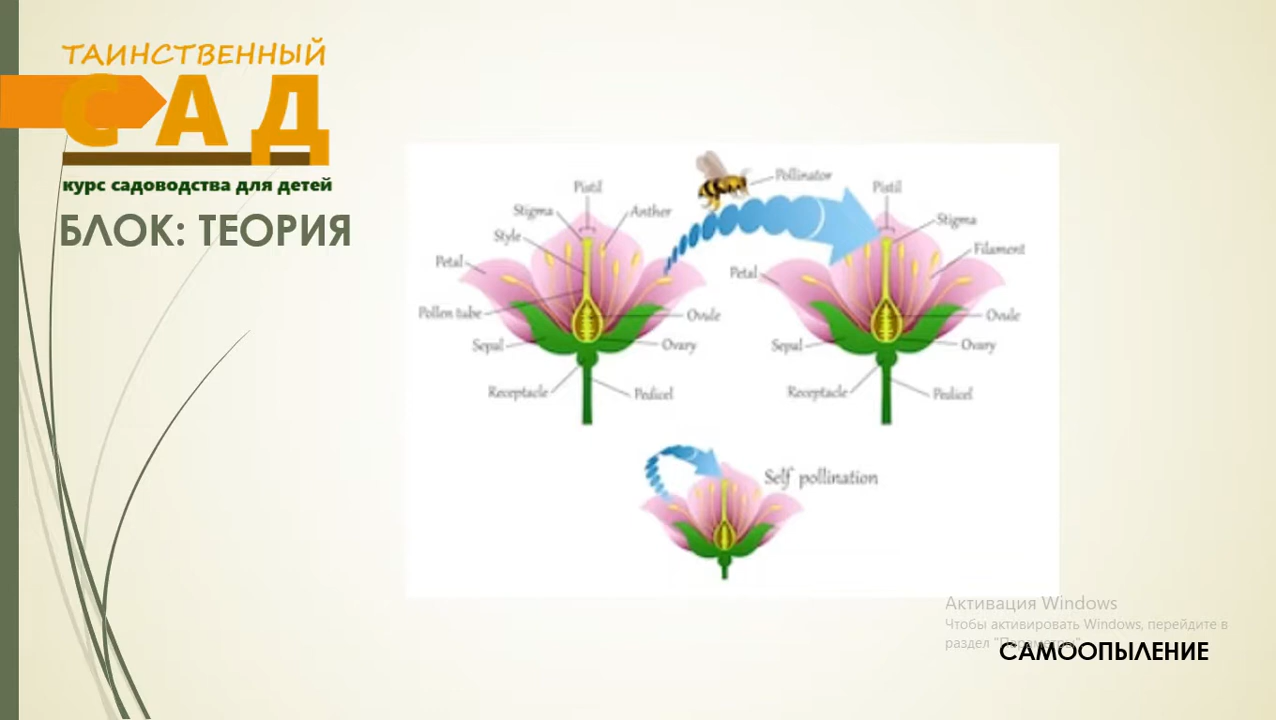 ТАИНСТВЕННЫЙ
САД
курс садоводства для детей
БЛОК: ТЕОРИЯ
Pollinator
Pistil
Pistil
Stigma
Anther
Stigma
Style
Filament
Petal
Petal
Pollen tube
Ovule
Ovule
Sepal
Ovary
Sepal
Ovary
Receptacle
Pedicel
Receptacle
Pedicel
Self pollination
Активация Windows
Чтобы активировать Windows, перейдите в
раздел "Параметры".
САМООПЫЛЕНИЕ